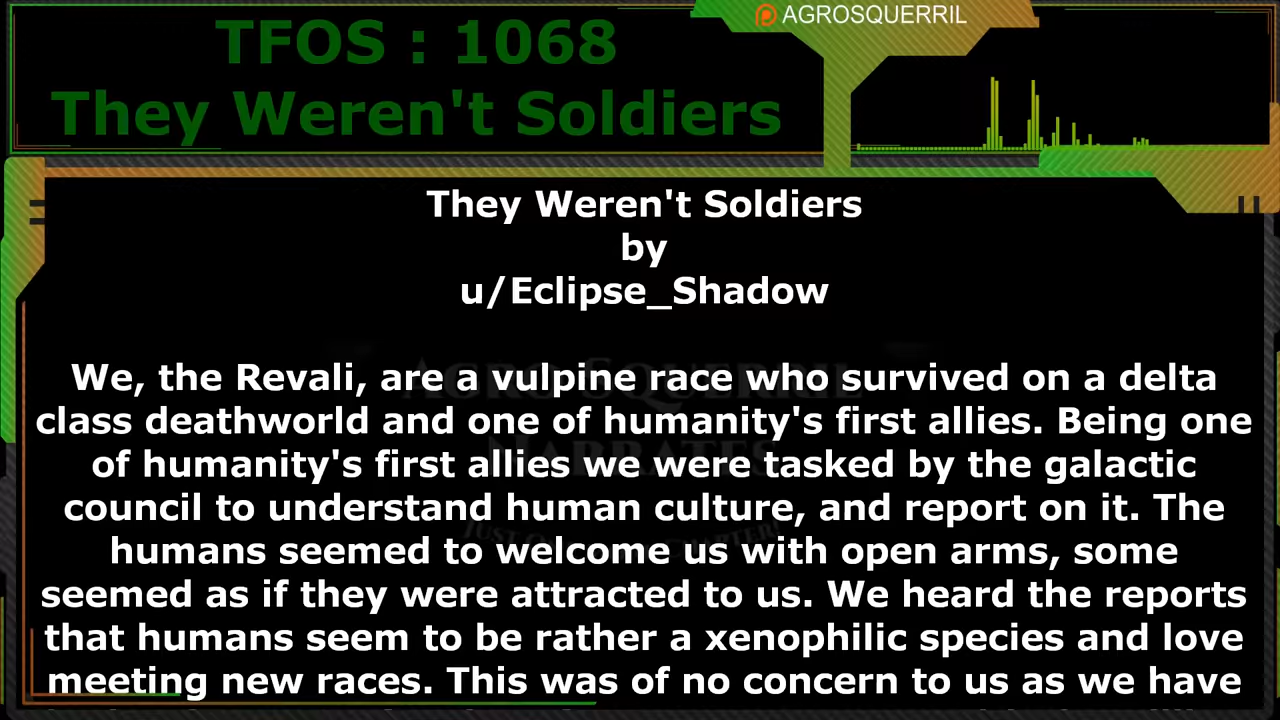 AGROSQUERRIL
TFOS : 1068
They Weren't Soldiers
They Weren't Soldiers
by
u/Eclipse_Shadow
We, the Revali, are a vulpine race who survived on a delta
class deathworld and one of humanity's first allies. Being one
of humanity's first allies we were tasked by the galactic
council to understand human culture, and report on it. The
humans seemed to welcome us with open arms, some
seemed as if they were attracted to us. We heard the reports
that humans seem to be rather a xenophilic species and love
meeting new races. This was of no concern to us as we have